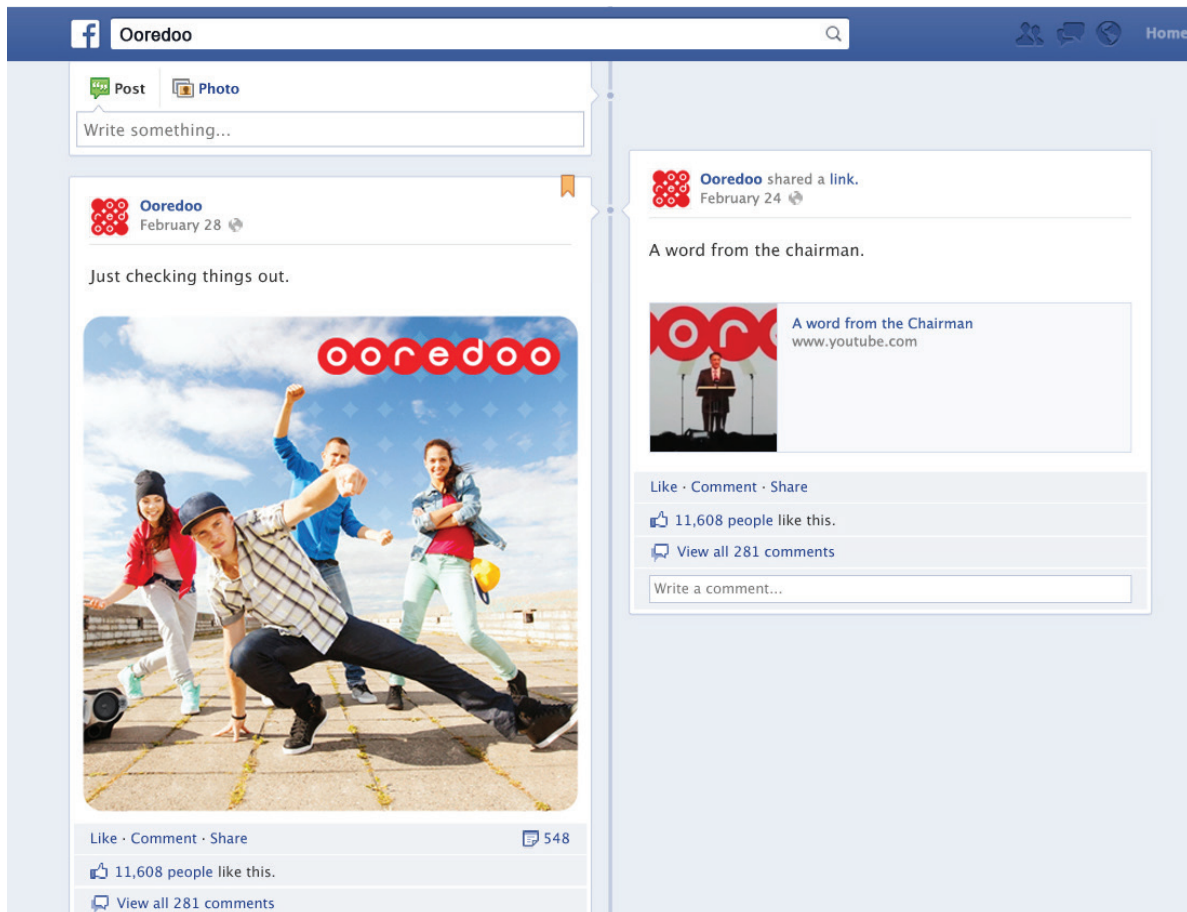 f
Ooredoo
Home
Post
Photo
Write something...
ooredoo
Ooredoo
February 28
Just checking things out.
ooredoo
Like · Comment · Share
548
11,608 people like this.
View all 281 comments
ooredoo
Ooredoo shared a link.
February 24
A word from the chairman.
oor
A word from the Chairman
www.youtube.com
Like · Comment · Share
11,608 people like this.
View all 281 comments
Write a comment...